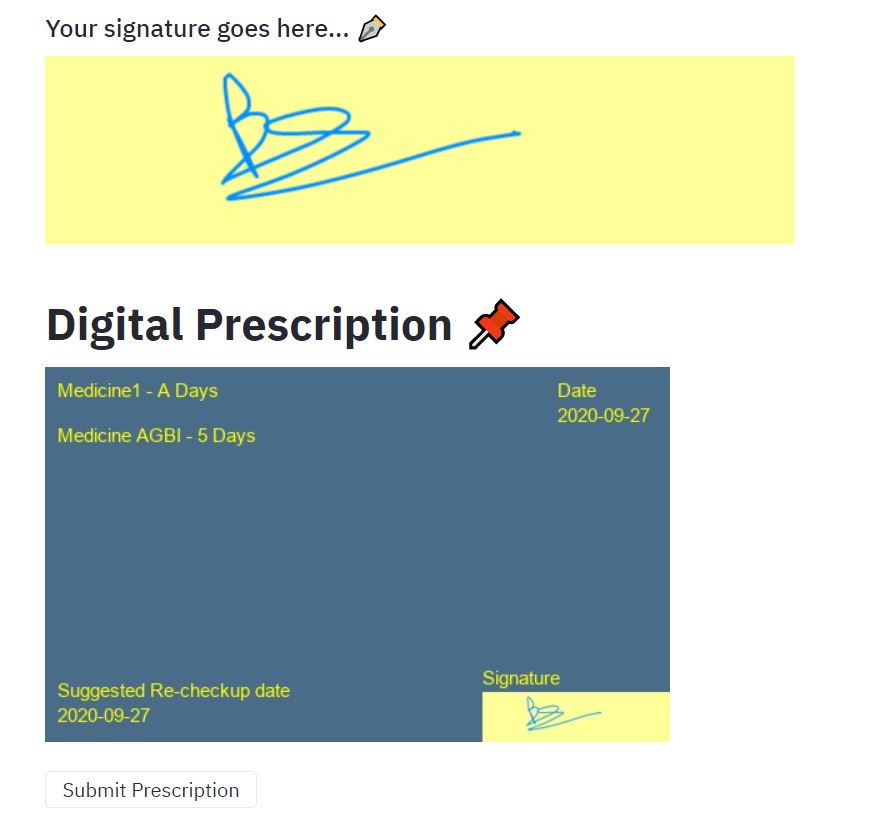 Your signature goes here...
Digital Prescription
Medicine1 - A Days
Date
2020-09-27
Medicine AGBI - 5 Days
Signature
Suggested Re-checkup date
2020-09-27
Submit Prescription